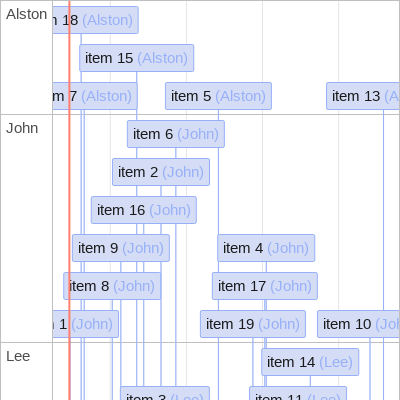 Alston
18 (Alston)
item 15 (Alston)
7 (Alston)
item 5 (Alston)
item 13
John
item 6 (John)
item 2 (John)
item 16 (John)
item 9 (John)
item 4 (John)
item 8 (John)
item 17 (John)
1 (John)
item 19 (John)
item 10
Lee
item 14 (Lee)
item 3 (Lee)
item 11 (Lee)